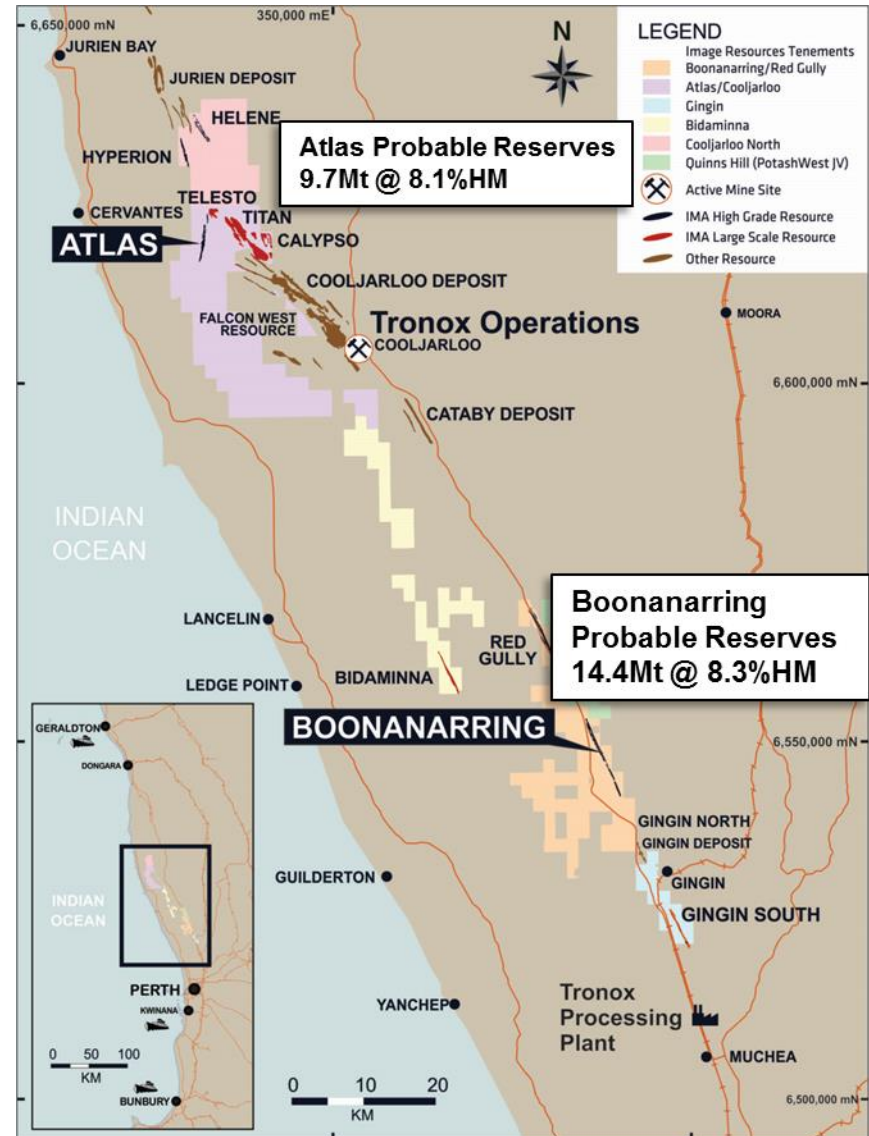 6,650,000 mN
350,000 mE
JURIEN BAY
JURIEN DEPOSIT
HELENE
HYPERION
N
LEGEND
Image Resources Tenements
Boonanarring/Red Gully
Atlas/Cooljarloo
Gingin
Bidaminna
Cooljarloo North
Quinns Hill (PotashWest JV)
Active Mine Site
IMA High Grade Resource
IMA Large Scale Resource
Other Resource
Atlas Probable Reserves
9.7Mt @ 8.1%HM
TELESTO
CERVANTES
TITAN
ATLAS
CALYPSO
COOLJARLOO DEPOSIT
FALCON WEST
RESOURCE
Tronox Operations
COOLJARLOO
MOORA
6,600,000 mN
CATABY DEPOSIT
INDIAN
OCEAN
LANCELIN
RED
GULLY
Boonanarring
Probable Reserves
14.4Mt @ 8.3%HM
BIDAMINNA
LEDGE POINT
BOONANARRING
6,550,000 mN
GINGIN NORTH
GINGIN DEPOSIT
GINGIN
GUILDERTON
GINGIN SOUTH
YANCHEP
Tronox
Processing
Plant
MUCHEA
0 10 20
KM
6,500,000 mN
GERALDTON
DONGARA
INDIAN
OCEAN
PERTH
KWINANA
0 50 100
KM
BUNBURY